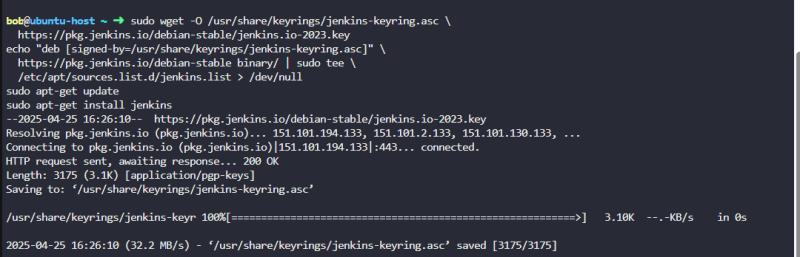 bob@ubuntu-host ~ ➜ sudo wget -O /usr/share/keyrings/jenkins-keyring.asc \
  https://pkg.jenkins.io/debian-stable/jenkins.io-2023.key
echo "deb [signed-by=/usr/share/keyrings/jenkins-keyring.asc]" \
  https://pkg.jenkins.io/debian-stable binary/ | sudo tee \
  /etc/apt/sources.list.d/jenkins.list > /dev/null
sudo apt-get update
sudo apt-get install jenkins
--2025-04-25 16:26:10--  https://pkg.jenkins.io/debian-stable/jenkins.io-2023.key
Resolving pkg.jenkins.io (pkg.jenkins.io)... 151.101.194.133, 151.101.2.133, 151.101.130.133, ...
Connecting to pkg.jenkins.io (pkg.jenkins.io)|151.101.194.133|:443... connected.
HTTP request sent, awaiting response... 200 OK
Length: 3175 (3.1K) [application/pgp-keys]
Saving to: ‘/usr/share/keyrings/jenkins-keyring.asc’

/usr/share/keyrings/jenkins-keyr 100%[==========================================================>]   3.10K  --.-KB/s    in 0s

2025-04-25 16:26:10 (32.2 MB/s) - ‘/usr/share/keyrings/jenkins-keyring.asc’ saved [3175/3175]